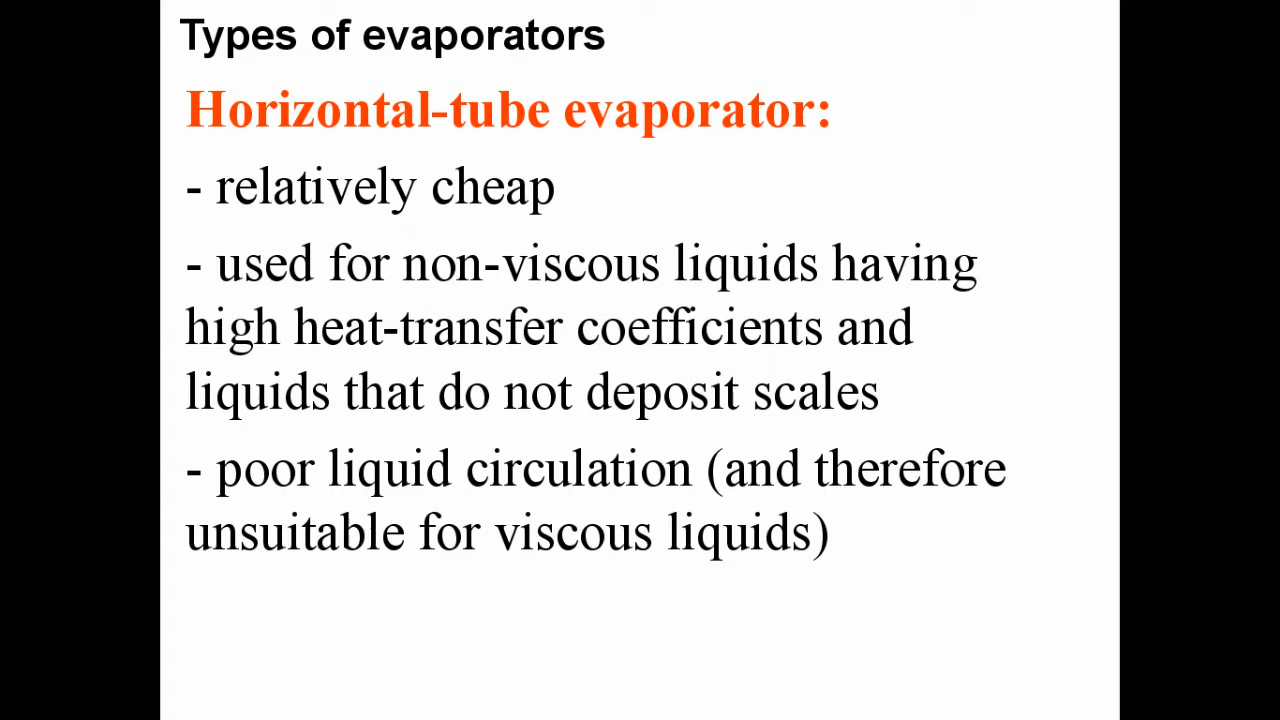 Types of evaporators
Horizontal-tube evaporator:
- relatively cheap
- used for non-viscous liquids having
high heat-transfer coefficients and
liquids that do not deposit scales
- poor liquid circulation (and therefore
unsuitable for viscous liquids)